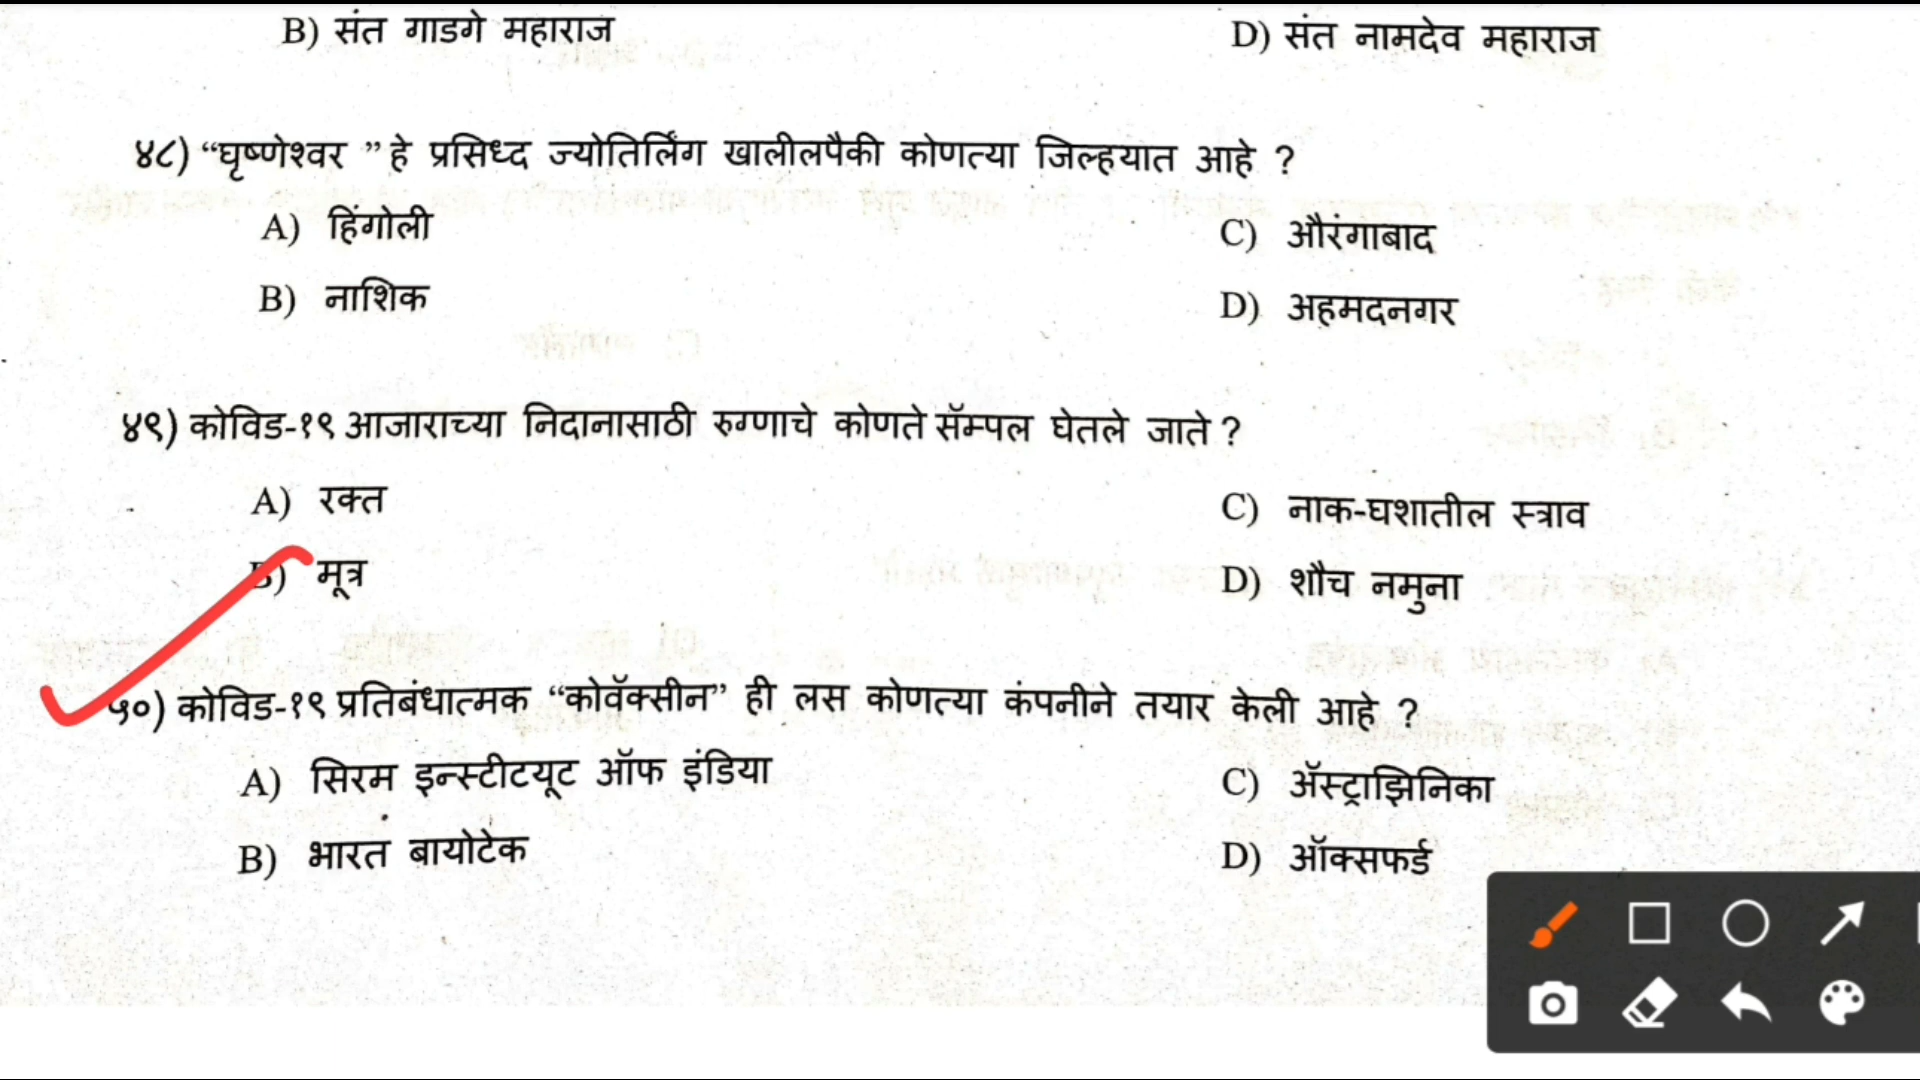 B) संत गाडगे महाराज
D) संत नामदेव महाराज
४८) “घृष्णेश्वर ” हे प्रसिध्द ज्योतिर्लिंग खालीलपैकी कोणत्या जिल्हयात आहे ?
A) हिंगोली
C) औरंगाबाद
B) नाशिक
D) अहमदनगर
४९) कोविड-१९ आजाराच्या निदानासाठी रुग्णाचे कोणते सॅम्पल घेतले जाते ?
A) रक्त
C) नाक-घशातील स्त्राव
B) मूत्र
D) शौच नमुना
५०) कोविड-१९ प्रतिबंधात्मक “कोवॅक्सीन” ही लस कोणत्या कंपनीने तयार केली आहे ?
A) सिरम इन्स्टीटयूट ऑफ इंडिया
C) ॲस्ट्राझिनिका
B) भारत बायोटेक
D) ऑक्सफर्ड